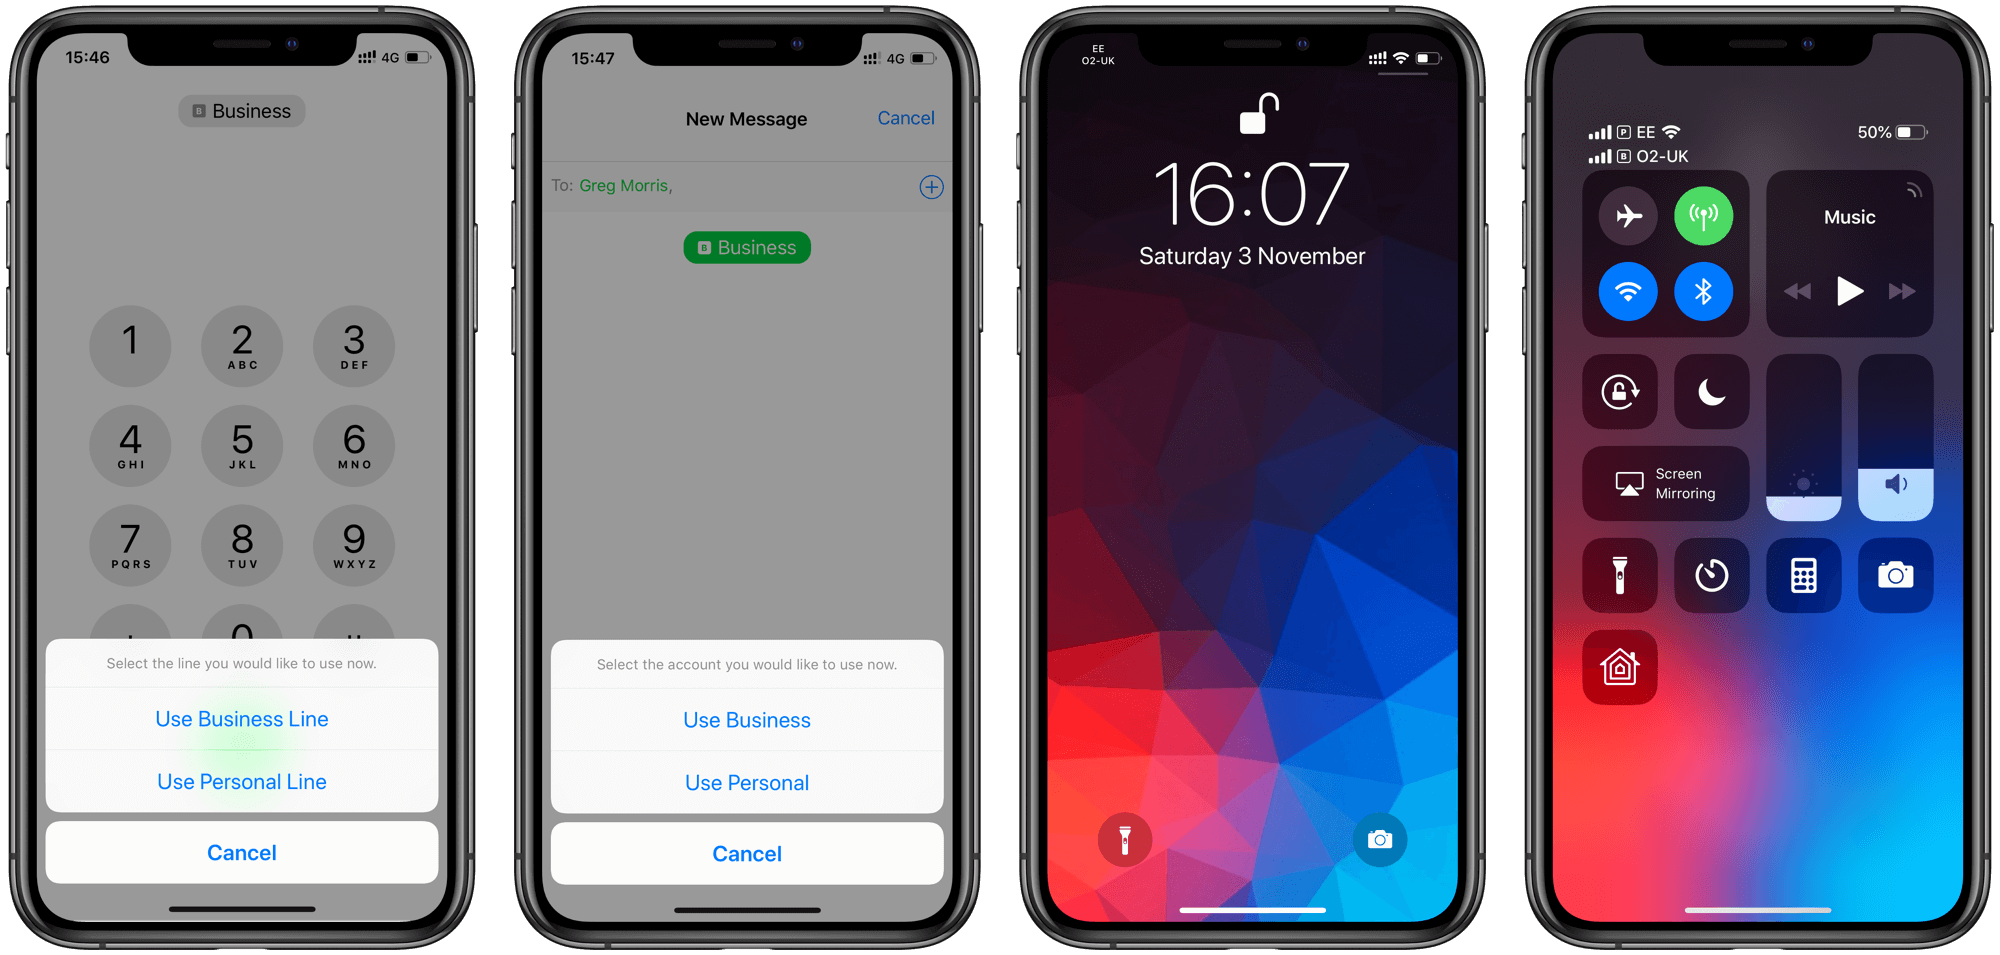 15:46
4G
B Business
1
2
ABC
3
DEF
4
GHI
5
JKL
6
MNO
7
PQRS
8
TUV
9
WXYZ
0
Select the line you would like to use now.
Use Business Line
Use Personal Line
Cancel
15:47
4G
New Message
Cancel
To: Greg Morris,
B Business
Select the account you would like to use now.
Use Business
Use Personal
Cancel
EE
O2-UK
16:07
Saturday 3 November
P EE
50%
B O2-UK
Music
Screen
Mirroring